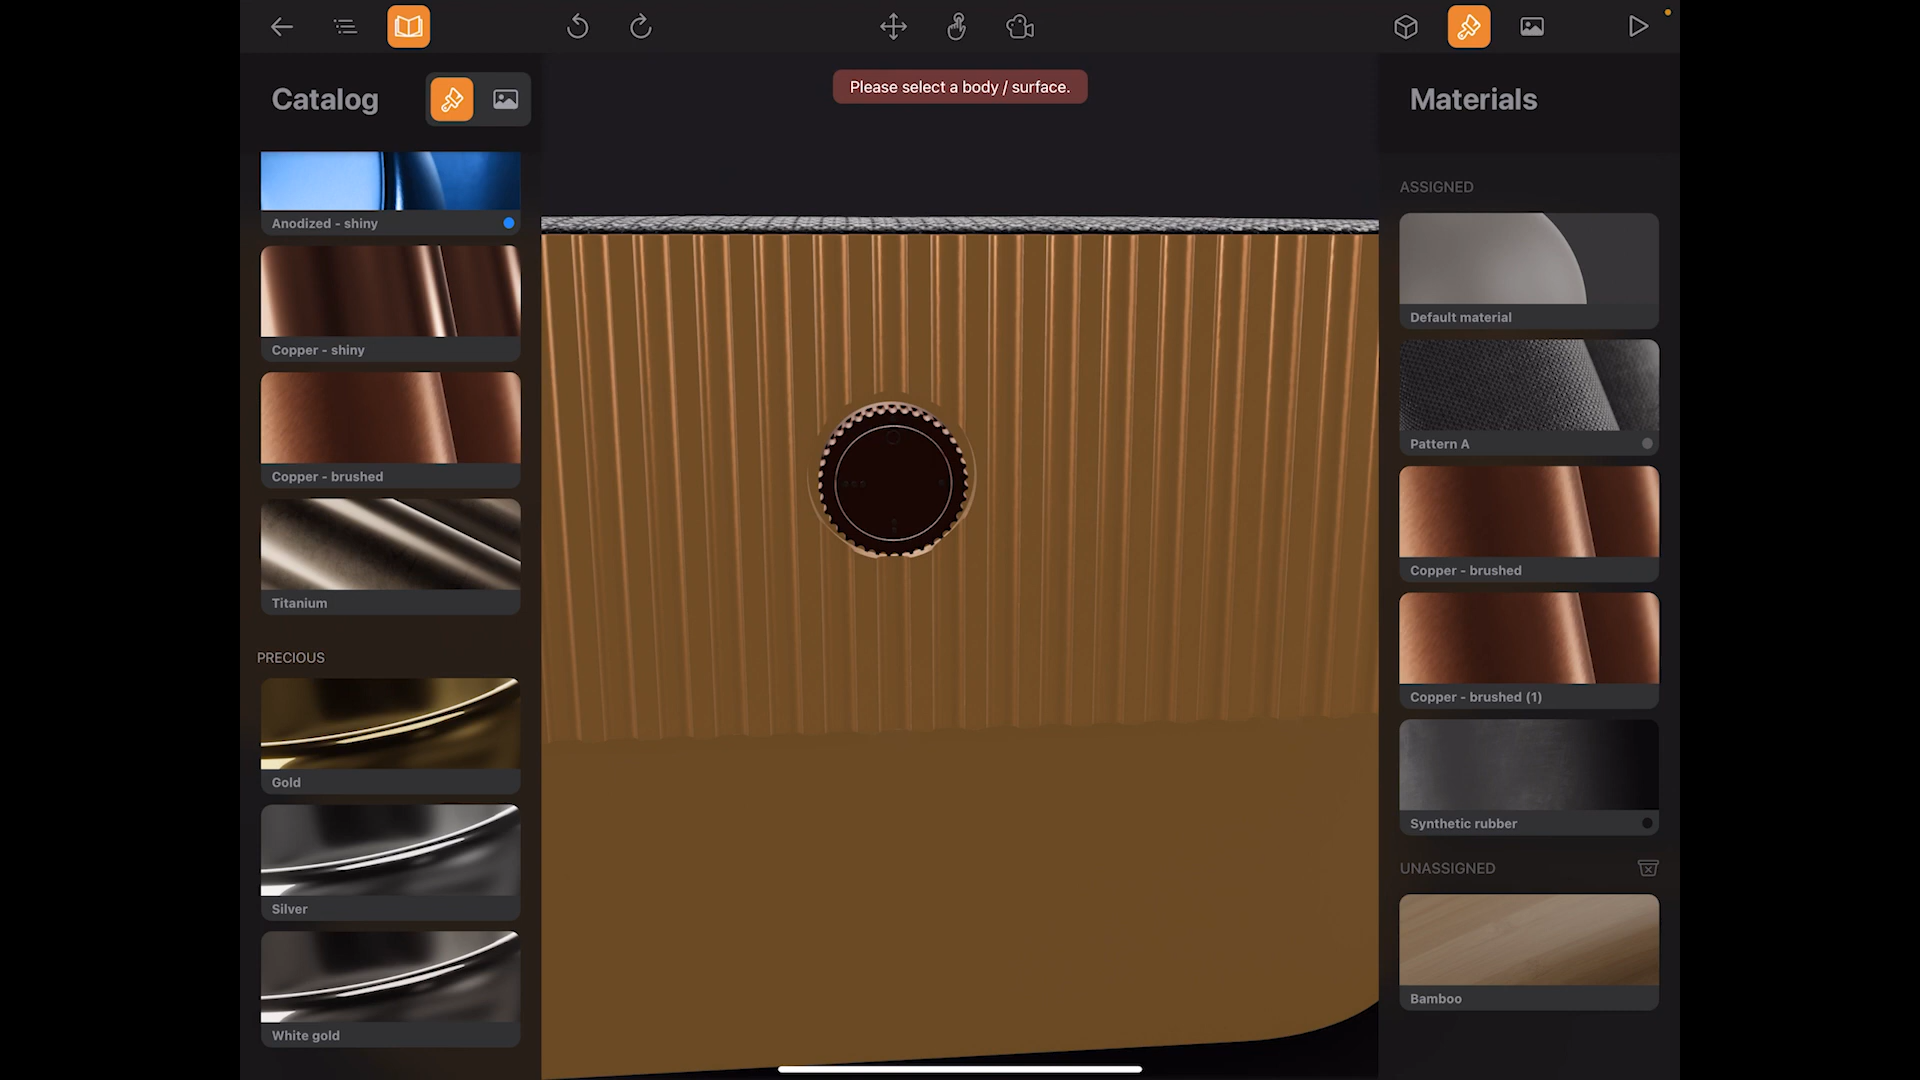 Please select a body / surface.
Catalog
Anodized - shiny
Copper - shiny
Copper - brushed
Titanium
PRECIOUS
Gold
Silver
White gold
Materials
ASSIGNED
Default material
Pattern A
Copper - brushed
Copper - brushed (1)
Synthetic rubber
UNASSIGNED
Bamboo